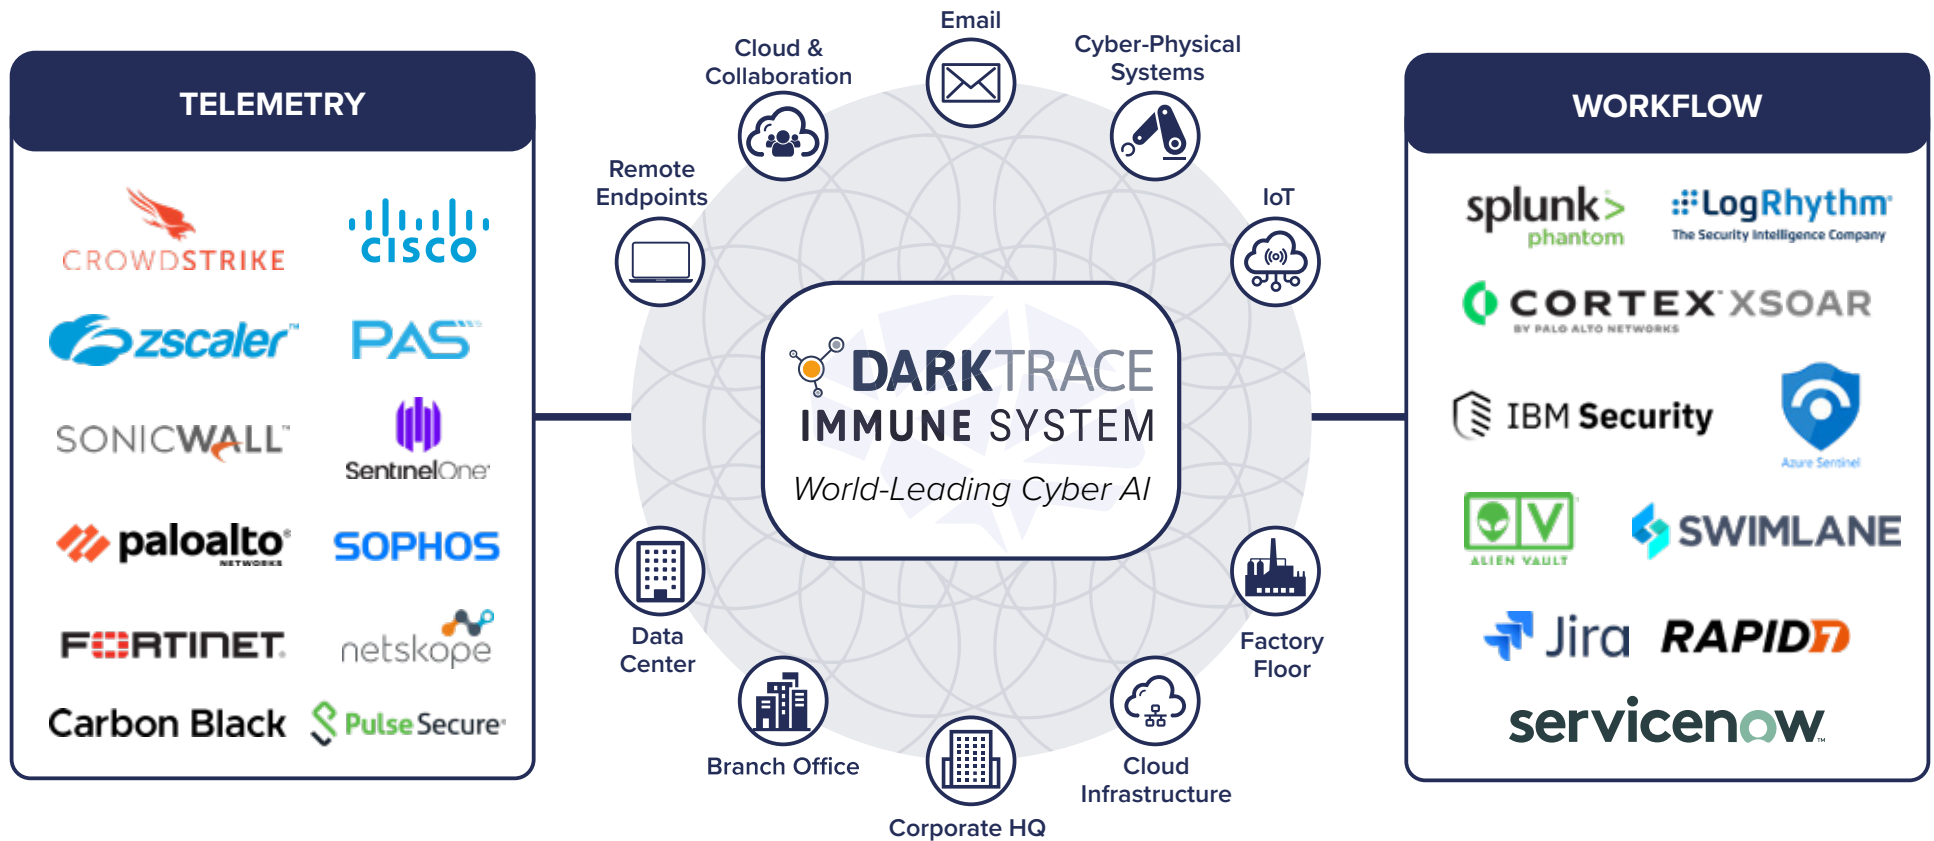 TELEMETRY
CROWDSTRIKE
CISCO
zscaler™
PAS
SONICWALL™
SentinelOne
paloalto®
NETWORKS
SOPHOS
FORTINET
netskope
Carbon Black
Pulse Secure
Email
Cloud &
Collaboration
Cyber-Physical
Systems
Remote
Endpoints
IoT
DARKTRACE
IMMUNE SYSTEM
World-Leading Cyber AI
Data
Center
Factory
Floor
Branch Office
Cloud
Infrastructure
Corporate HQ
WORKFLOW
splunk>
phantom
LogRhythm
The Security Intelligence Company
CORTEX XSOAR
BY PALO ALTO NETWORKS
IBM Security
Azure Sentinel
ALIEN VAULT
SWIMLANE
Jira
RAPID7
servicenow™